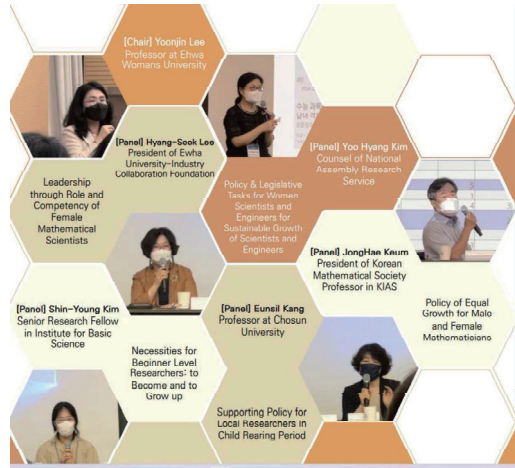 [Chair] Yoonjin Lee
Professor at Ehwa
Womans University
[Panel] Hyang-Sook Lee
President of Ewha
University-Industry
Collaboration Foundation
[Panel] Yoo Hyang Kim
Counsel of National
Assembly Research
Service
Leadership
through Role and
Competency of
Female
Mathematical
Scientists
Policy & Legislative
Tasks for Women
Scientists and
Engineers for
Sustainable Growth
of Scientists and
Engineers
[Panel] JongHae Keum
President of Korean
Mathematical Society
Professor in KIAS
[Panel] Shin-Young Kim
Senior Research Fellow
in Institute for Basic
Science
[Panel] Eunsil Kang
Professor at Chosun
University
Policy of Equal
Growth for Male
and Female
Mathematicians
Necessities for
Beginner Level
Researchers: to
Become and to
Grow up
Supporting Policy for
Local Researchers in
Child Rearing Period